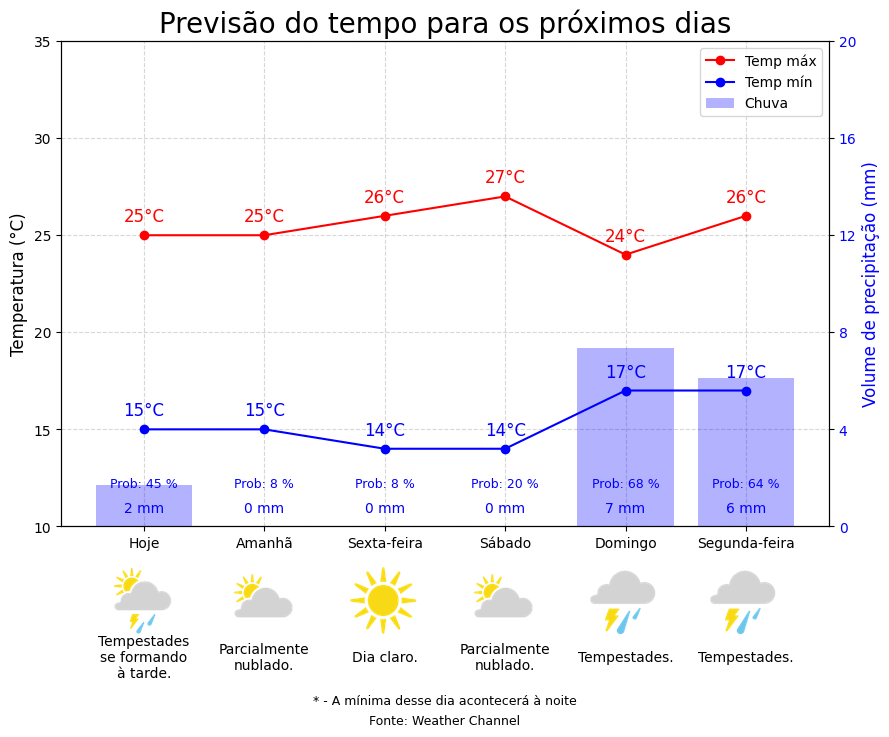 Previsão do tempo para os próximos dias
35
30
25
20
15
10
Temperatura (°C)
20
16
12
8
4
0
Volume de precipitação (mm)
Temp máx
Temp mín
Chuva
25°C
25°C
26°C
27°C
24°C
26°C
15°C
15°C
14°C
14°C
17°C
17°C
Prob: 45 %
Prob: 8 %
Prob: 8 %
Prob: 20 %
Prob: 68 %
Prob: 64 %
2 mm
0 mm
0 mm
0 mm
7 mm
6 mm
Hoje
Amanhã
Sexta-feira
Sábado
Domingo
Segunda-feira
Tempestades
se formando
à tarde.
Parcialmente
nublado.
Dia claro.
Parcialmente
nublado.
Tempestades.
Tempestades.
* - A mínima desse dia acontecerá à noite
Fonte: Weather Channel